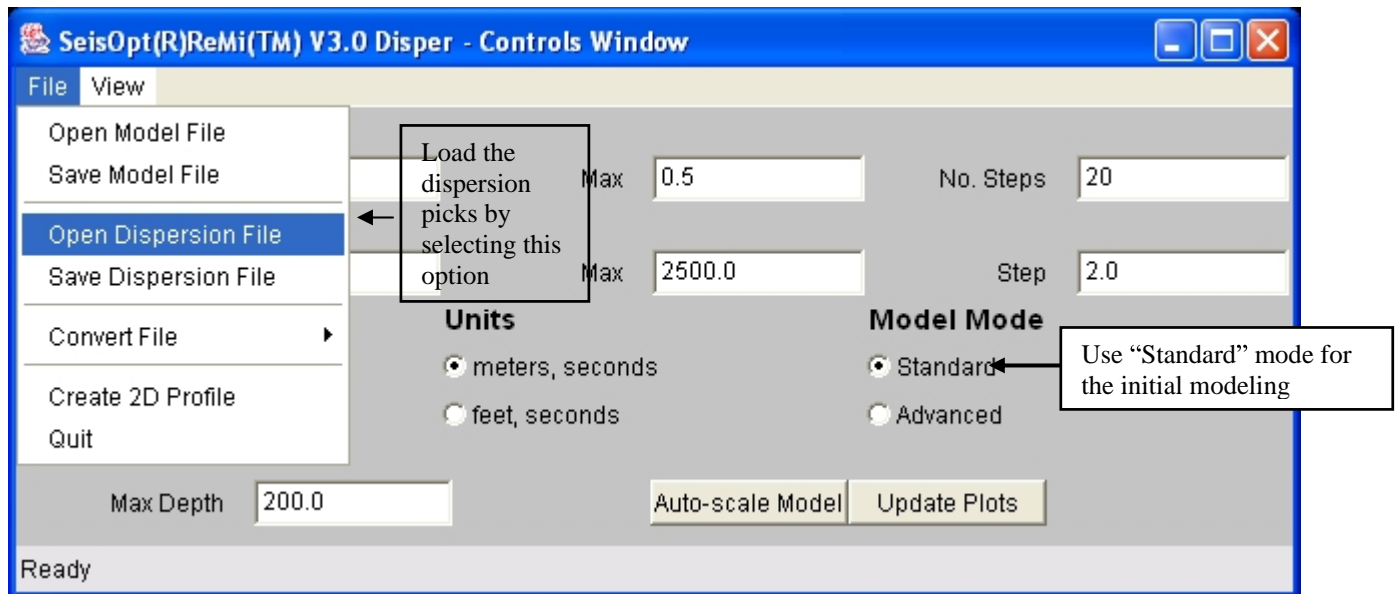 SeisOpt(R)ReMi(TM) V3.0 Disper - Controls Window
File View
Open Model File
Save Model File
Open Dispersion File
Save Dispersion File
Convert File
Create 2D Profile
Quit
Load the
dispersion
picks by
selecting this
option
Max 0.5 No. Steps 20
Max 2500.0 Step 2.0
Units
meters, seconds
feet, seconds
Model Mode
Standard
Advanced
Use “Standard” mode for
the initial modeling
Max Depth 200.0 Auto-scale Model Update Plots
Ready